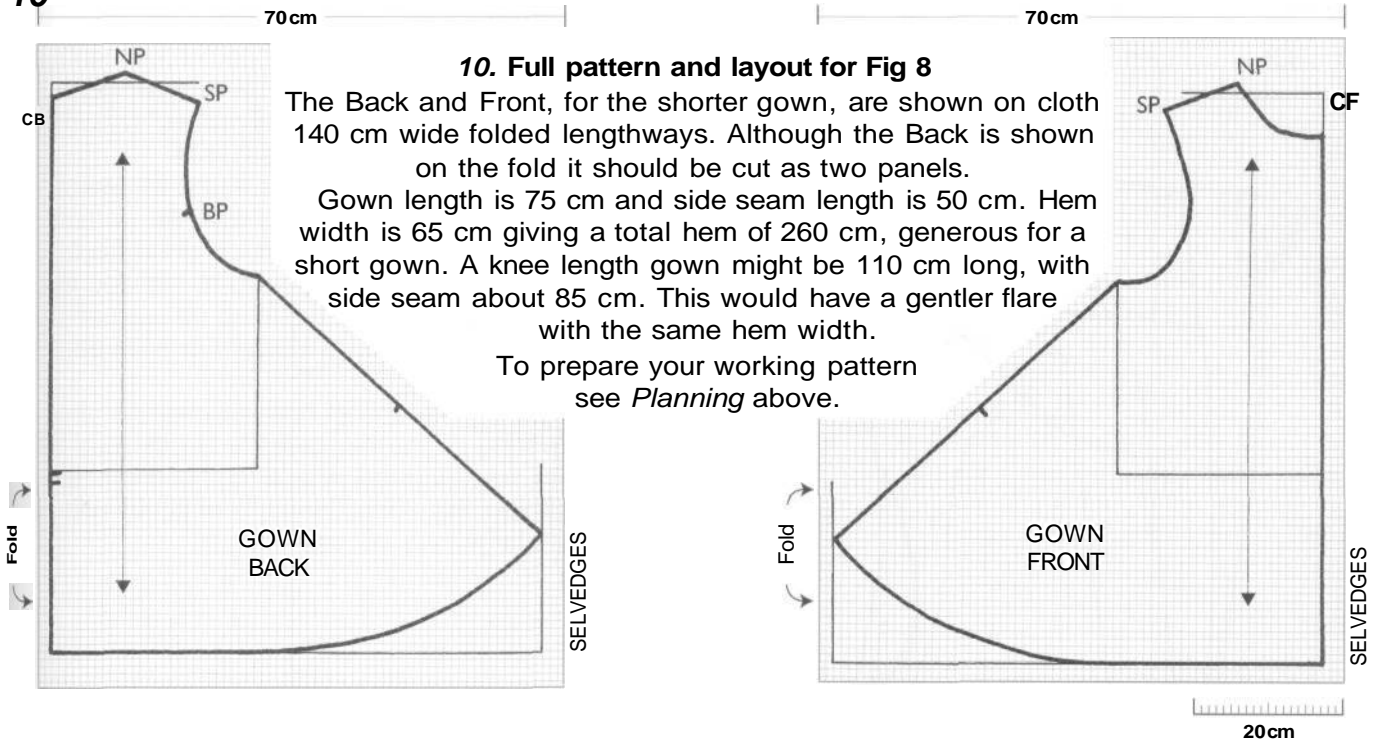 10
70cm
70cm
10. Full pattern and layout for Fig 8
The Back and Front, for the shorter gown, are shown on cloth
140 cm wide folded lengthways. Although the Back is shown
on the fold it should be cut as two panels.
Gown length is 75 cm and side seam length is 50 cm. Hem
width is 65 cm giving a total hem of 260 cm, generous for a
short gown. A knee length gown might be 110 cm long, with
side seam about 85 cm. This would have a gentler flare
with the same hem width.
To prepare your working pattern
see Planning above.
NP
SP
CB
BP
Fold
GOWN
BACK
SELVEDGES
NP
SP
CF
Fold
GOWN
FRONT
SELVEDGES
20cm